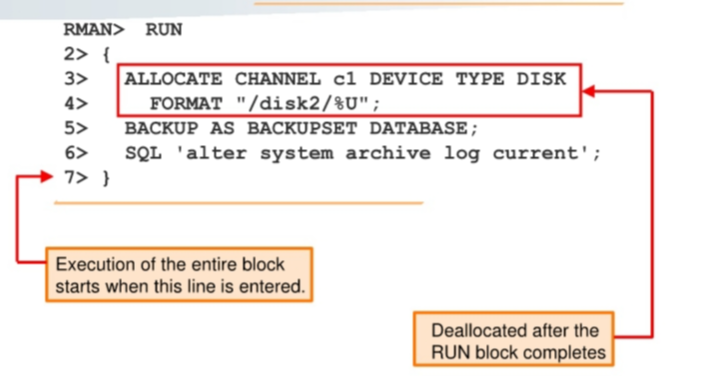 RMAN> RUN
2> {
3> ALLOCATE CHANNEL c1 DEVICE TYPE DISK
4> FORMAT "/disk2/%U";
5> BACKUP AS BACKUPSET DATABASE;
6> SQL 'alter system archive log current';
7> }
Execution of the entire block
starts when this line is entered.
Deallocated after the
RUN block completes